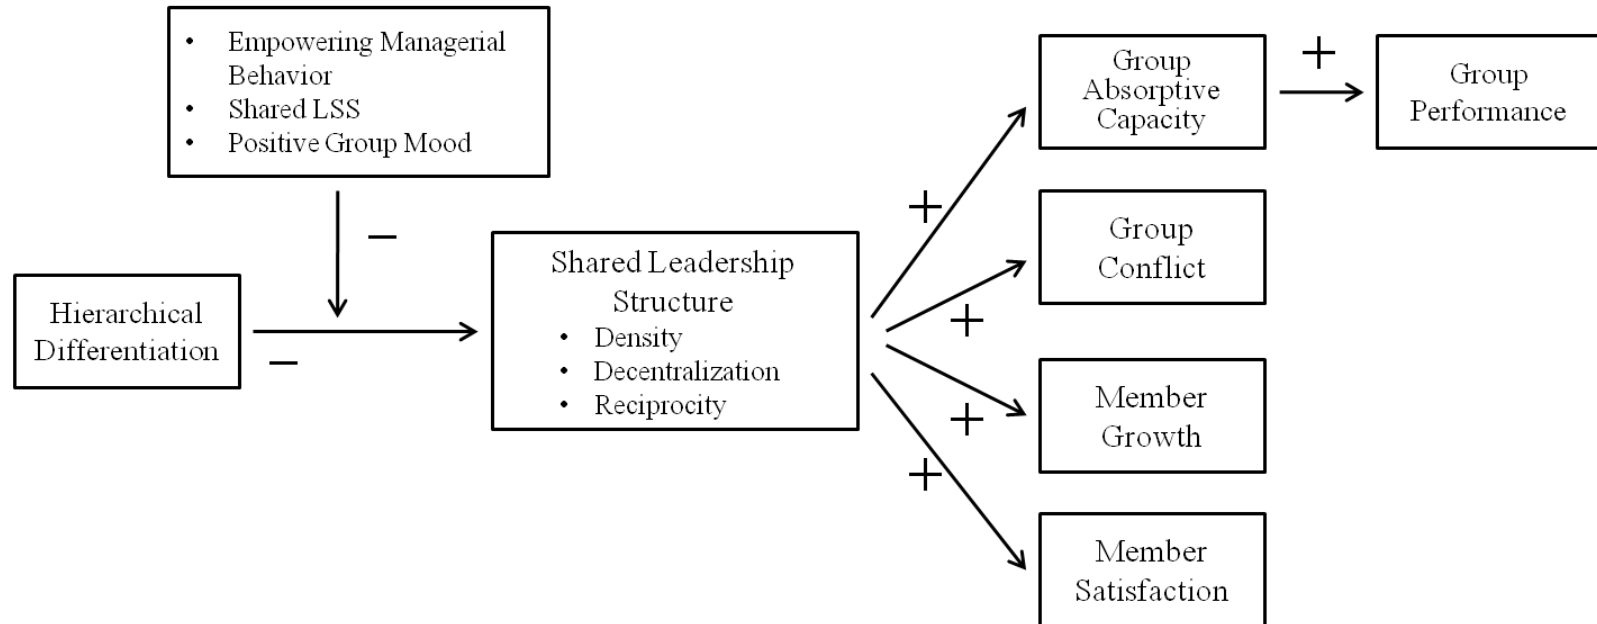 • Empowering Managerial
Behavior
• Shared LSS
• Positive Group Mood
−
Hierarchical
Differentiation
−
Shared Leadership
Structure
• Density
• Decentralization
• Reciprocity
+
+
+
+
Group
Absorptive
Capacity
+
Group
Performance
Group
Conflict
Member
Growth
Member
Satisfaction